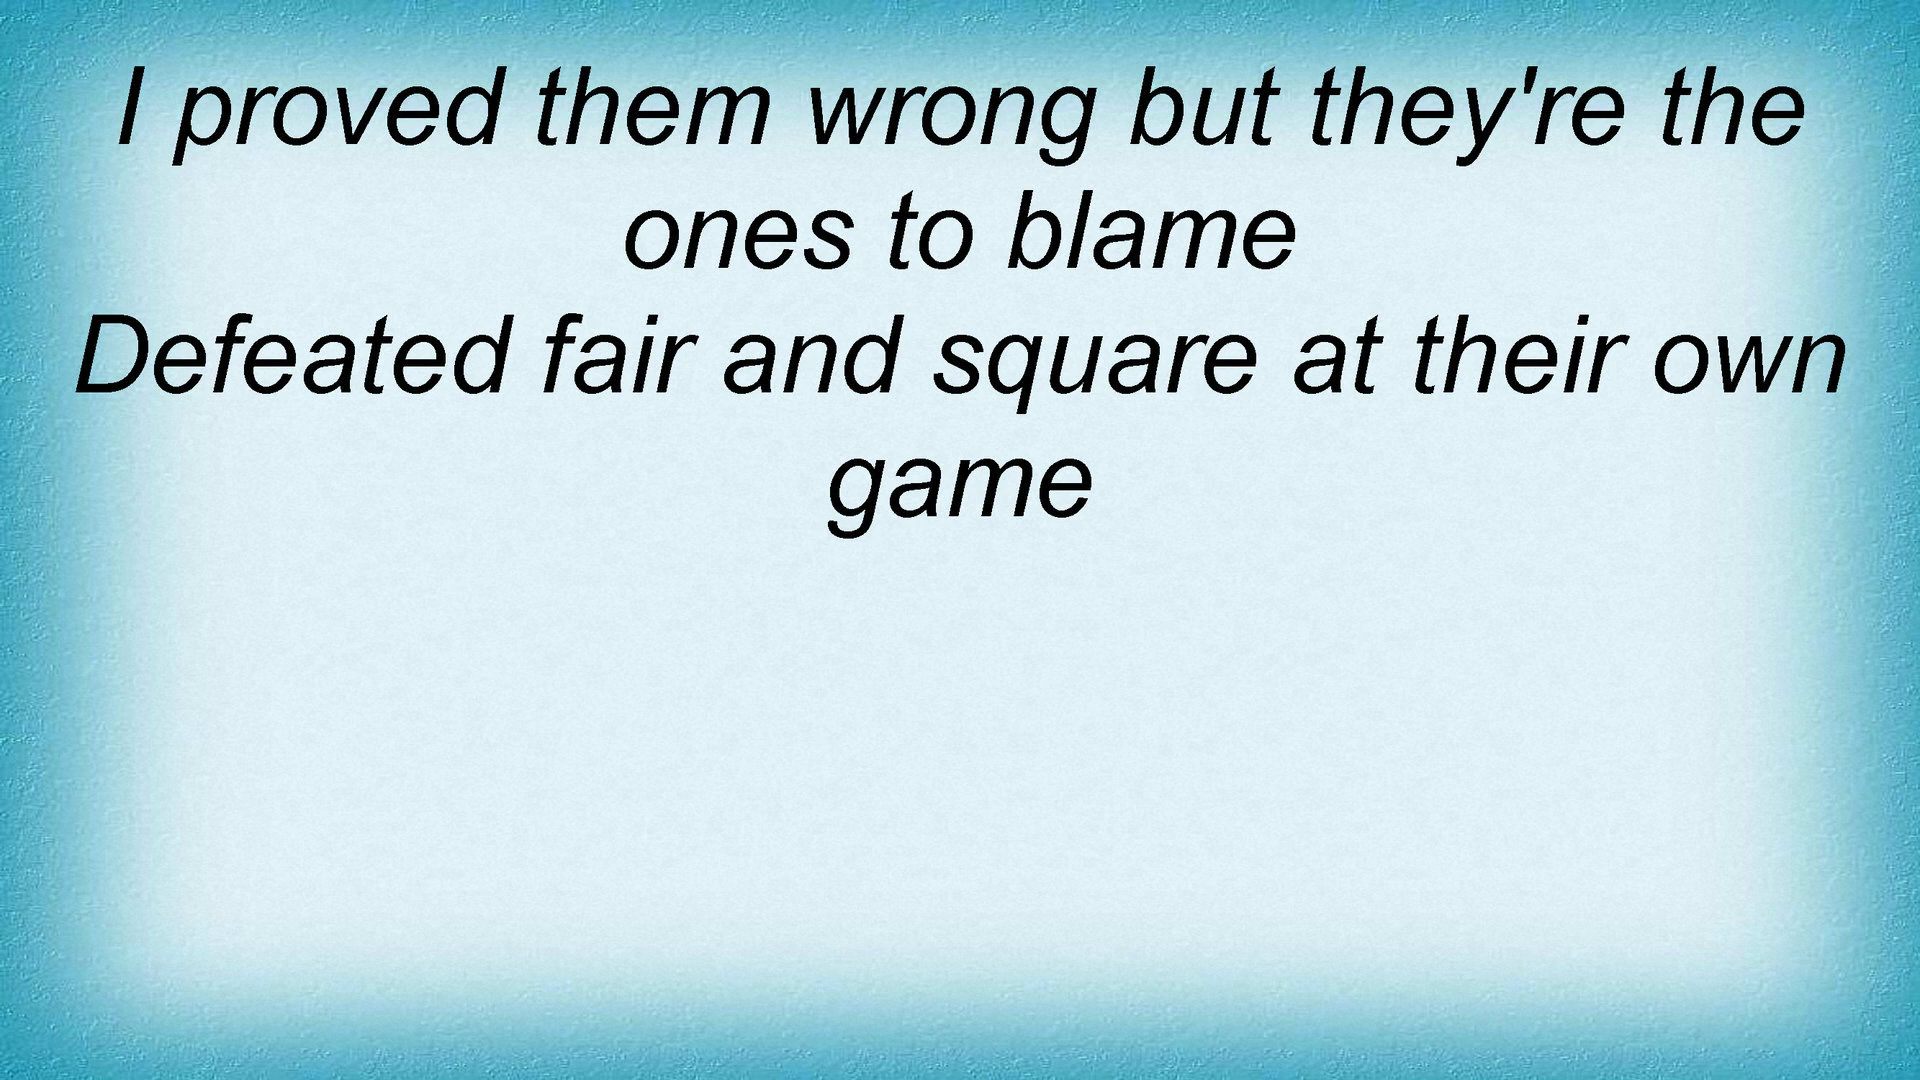 I proved them wrong but they're the
ones to blame
Defeated fair and square at their own
game